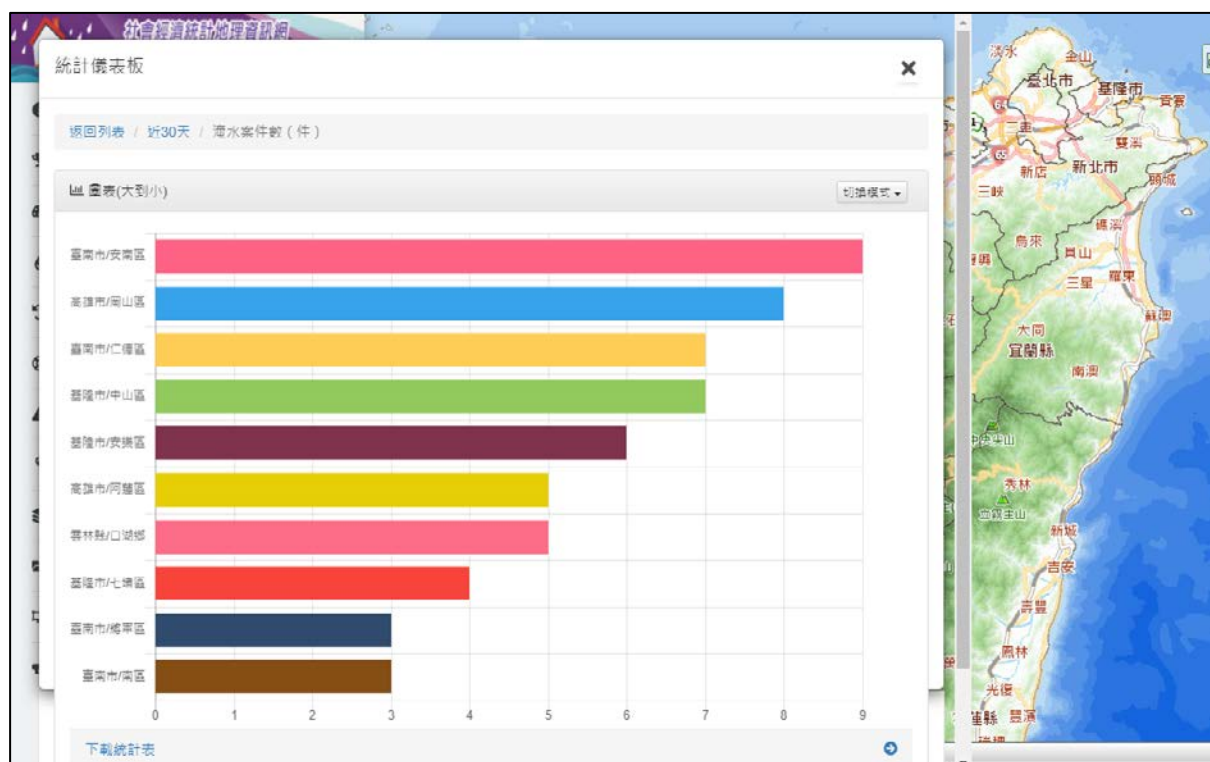 社會經濟統計地理資訊網
統計儀表板
返回列表 / 近30天 / 淹水案件數（件）
圖表(大到小)
切換模式
臺南市/安南區
高雄市/岡山區
臺南市/仁德區
基隆市/中山區
基隆市/安樂區
高雄市/阿蓮區
雲林縣/口湖鄉
基隆市/七堵區
臺南市/將軍區
臺南市/南區
0 1 2 3 4 5 6 7 8 9
下載統計表
淡水
金山
臺北市
基隆市
貢寮
64
三重
雙溪
65
新店
新北市
頭城
三峽
礁溪
烏來
員山
羅東
三星
蘇澳
大同
宜蘭縣
南澳
中央尖山
秀林
立霧主山
新城
吉安
壽豐
鳳林
光復
豐濱